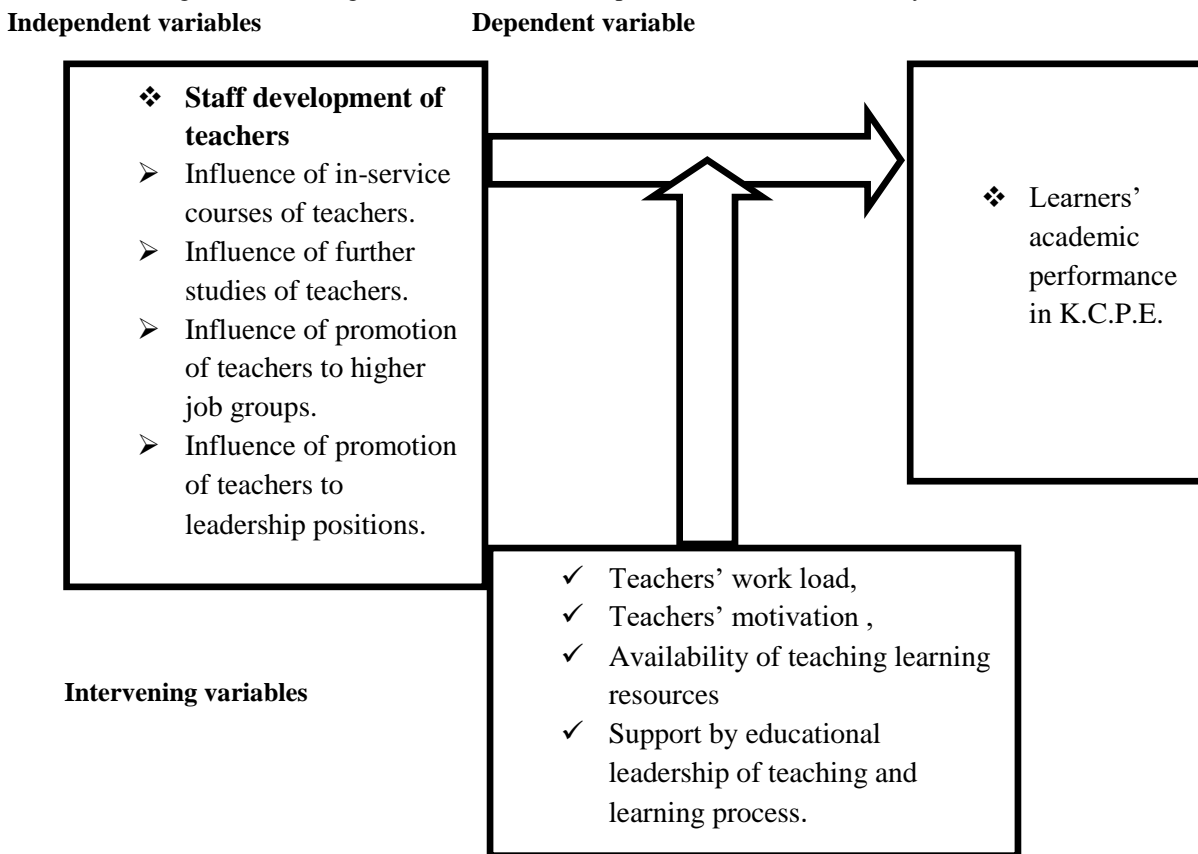 Independent variables Dependent variable
❖ Staff development of
teachers
➢ Influence of in-service
courses of teachers.
➢ Influence of further
studies of teachers.
➢ Influence of promotion
of teachers to higher
job groups.
➢ Influence of promotion
of teachers to
leadership positions.
❖ Learners’
academic
performance
in K.C.P.E.
Intervening variables
✓ Teachers’ work load,
✓ Teachers’ motivation ,
✓ Availability of teaching learning
resources
✓ Support by educational
leadership of teaching and
learning process.